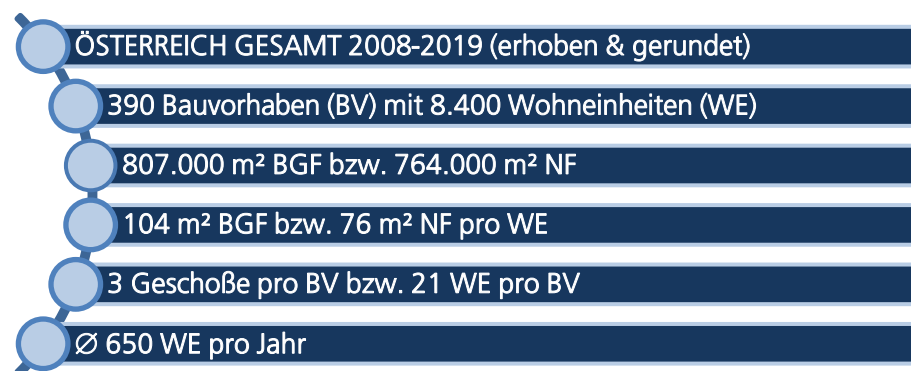 ÖSTERREICH GESAMT 2008-2019 (erhoben & gerundet)
390 Bauvorhaben (BV) mit 8.400 Wohneinheiten (WE)
807.000 m² BGF bzw. 764.000 m² NF
104 m² BGF bzw. 76 m² NF pro WE
3 Geschoße pro BV bzw. 21 WE pro BV
∅ 650 WE pro Jahr